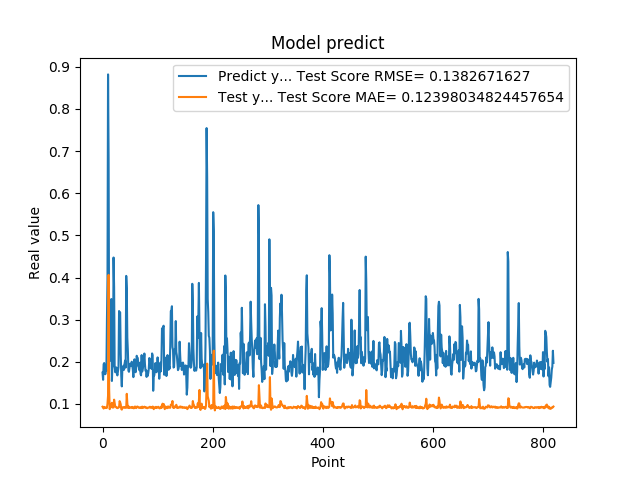 Model predict
Predict y... Test Score RMSE= 0.1382671627
Test y... Test Score MAE= 0.12398034824457654
0.9
0.8
0.7
0.6
0.5
0.4
0.3
0.2
0.1
Real value
0 200 400 600 800
Point